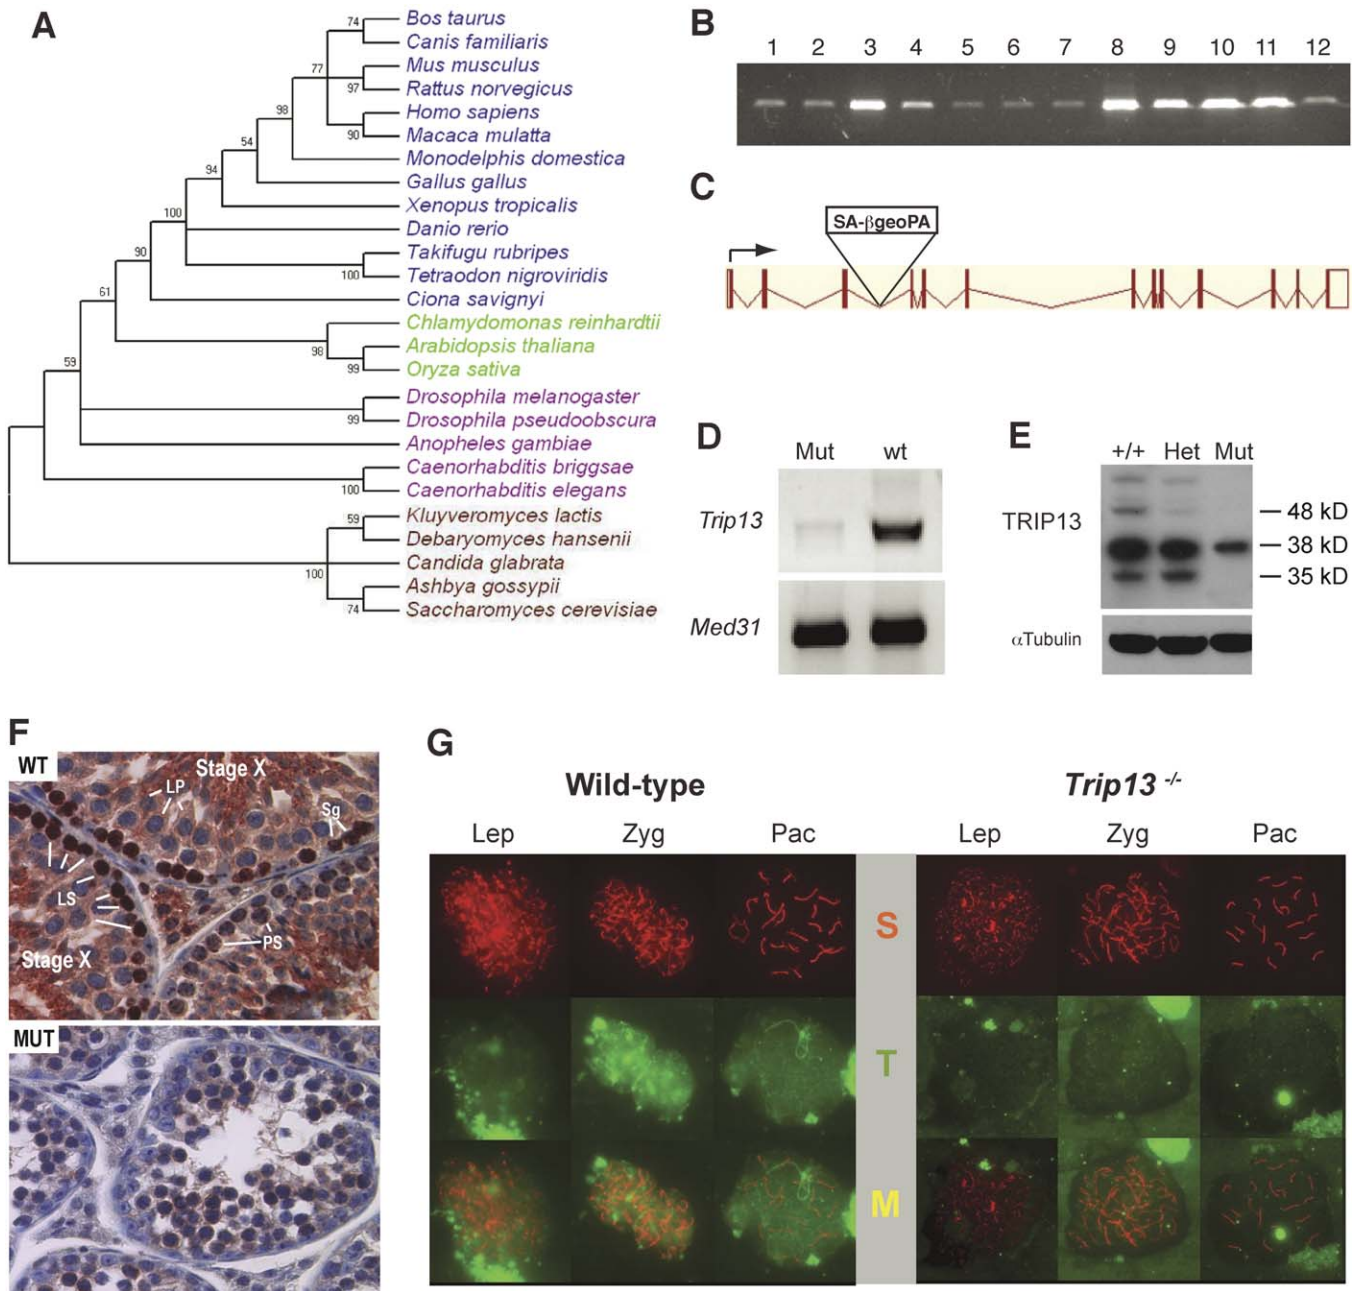 A
74
Bos taurus
Canis familiaris
77
Mus musculus
97
Rattus norvegicus
98
Homo sapiens
90
Macaca mulatta
54
Monodelphis domestica
94
Gallus gallus
Xenopus tropicalis
100
Danio rerio
90
Takifugu rubripes
100
Tetraodon nigroviridis
61
Ciona savignyi
Chlamydomonas reinhardtii
98
Arabidopsis thaliana
59
99
Oryza sativa
Drosophila melanogaster
99
Drosophila pseudoobscura
Anopheles gambiae
Caenorhabditis briggsae
100
Caenorhabditis elegans
59
Kluyveromyces lactis
Debaryomyces hansenii
100
Candida glabrata
Ashbya gossypii
74
Saccharomyces cerevisiae
B
1 2 3 4 5 6 7 8 9 10 11 12
C
SA-βgeoPA
D
Mut wt
Trip13
Med31
E
+/+ Het Mut
TRIP13
48 kD
38 kD
35 kD
αTubulin
F
WT
Stage X
LP
Sg
LS
PS
Stage X
MUT
G
Wild-type Trip13 -/-
Lep Zyg Pac Lep Zyg Pac
S
T
M